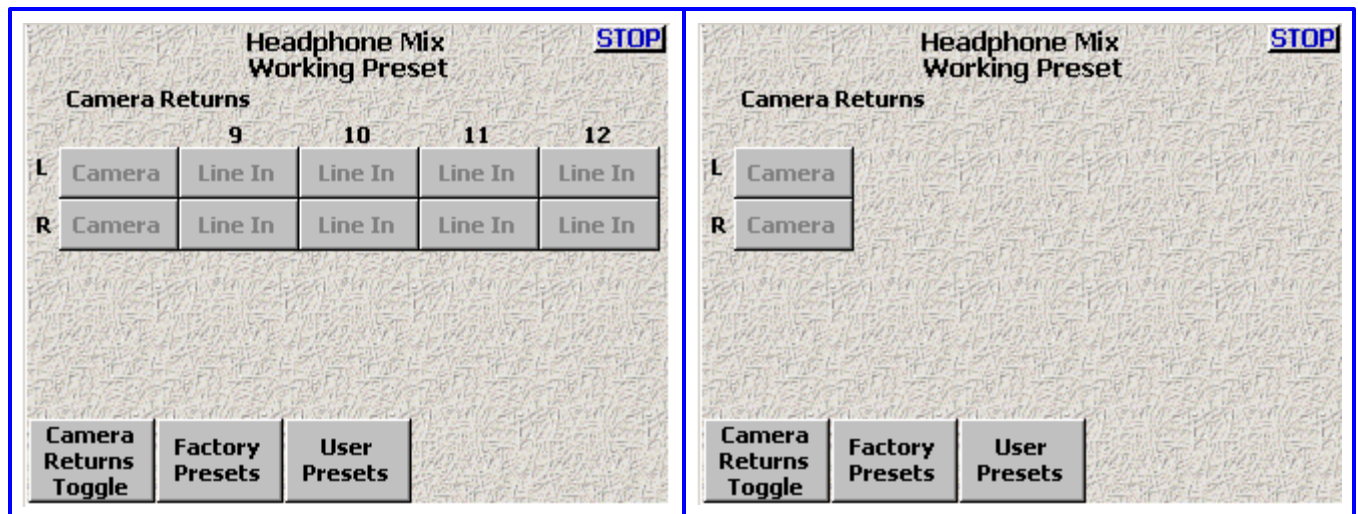 Headphone Mix STOP
Working Preset
Camera Returns
9 10 11 12
L Camera Line In Line In Line In Line In
R Camera Line In Line In Line In Line In
Camera Returns Toggle
Factory Presets
User Presets
Headphone Mix STOP
Working Preset
Camera Returns
L Camera
R Camera
Camera Returns Toggle
Factory Presets
User Presets